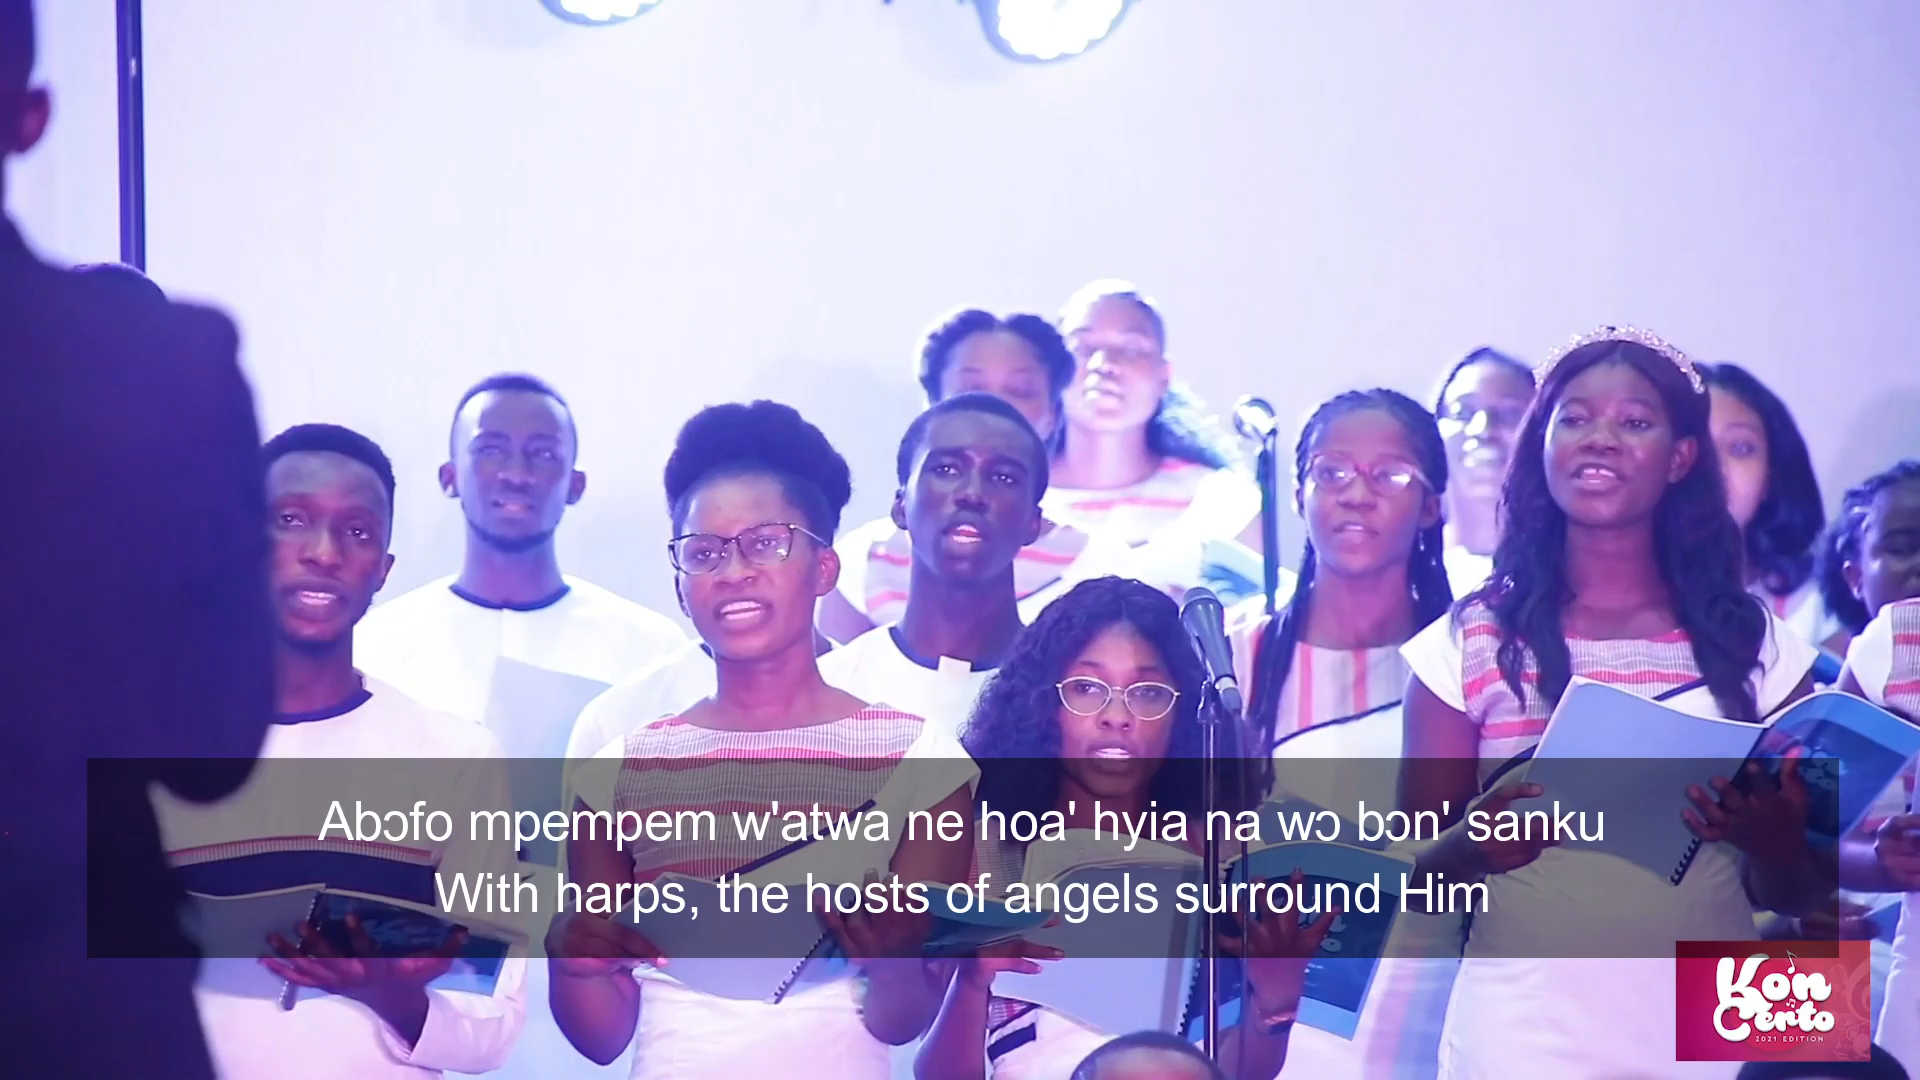 Abɔfo mpempem w'atwa ne hoa' hyia na wɔ bɔn' sanku
With harps, the hosts of angels surround Him
Kon
Certo
2021 EDITION